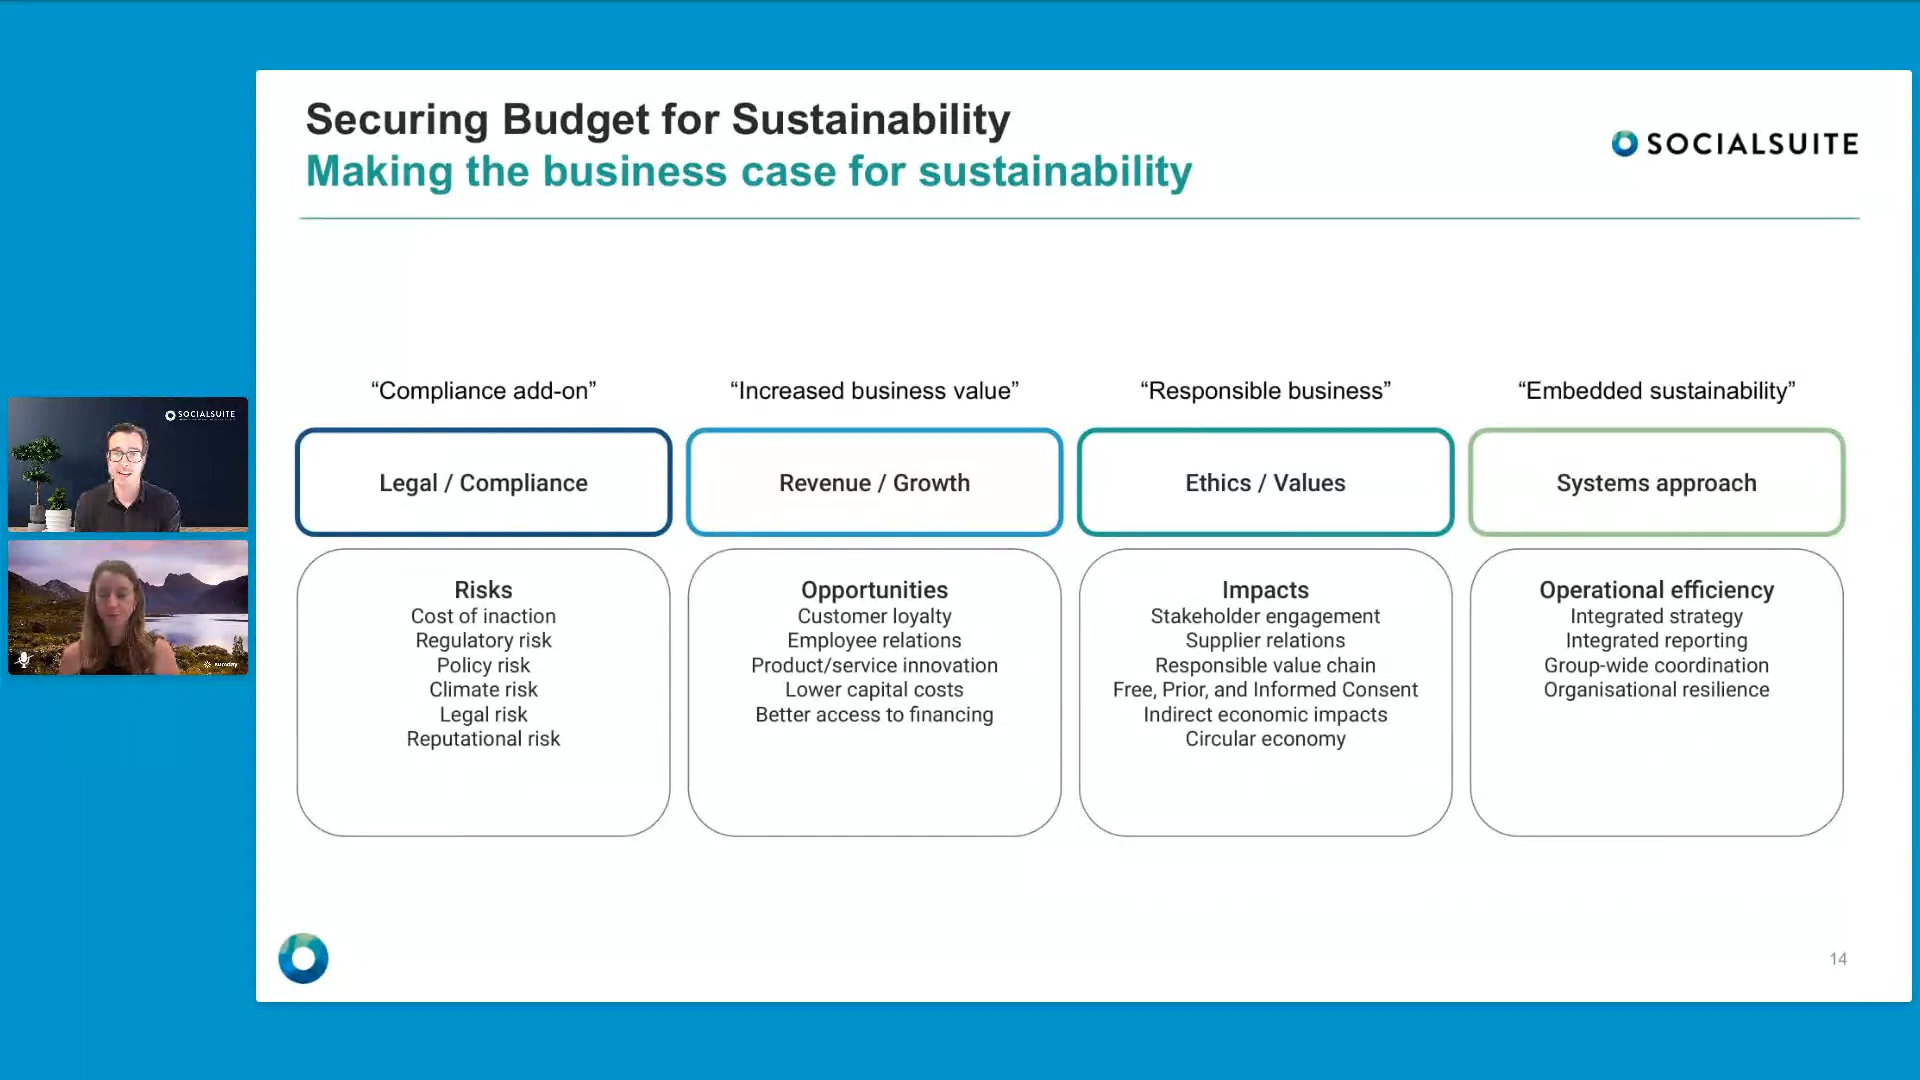 Securing Budget for Sustainability
Making the business case for sustainability
SOCIALSUITE
“Compliance add-on”
“Increased business value”
“Responsible business”
“Embedded sustainability”
Legal / Compliance
Revenue / Growth
Ethics / Values
Systems approach
Risks
Cost of inaction
Regulatory risk
Policy risk
Climate risk
Legal risk
Reputational risk
Opportunities
Customer loyalty
Employee relations
Product/service innovation
Lower capital costs
Better access to financing
Impacts
Stakeholder engagement
Supplier relations
Responsible value chain
Free, Prior, and Informed Consent
Indirect economic impacts
Circular economy
Operational efficiency
Integrated strategy
Integrated reporting
Group-wide coordination
Organisational resilience
14
SOCIALSUITE
sumday